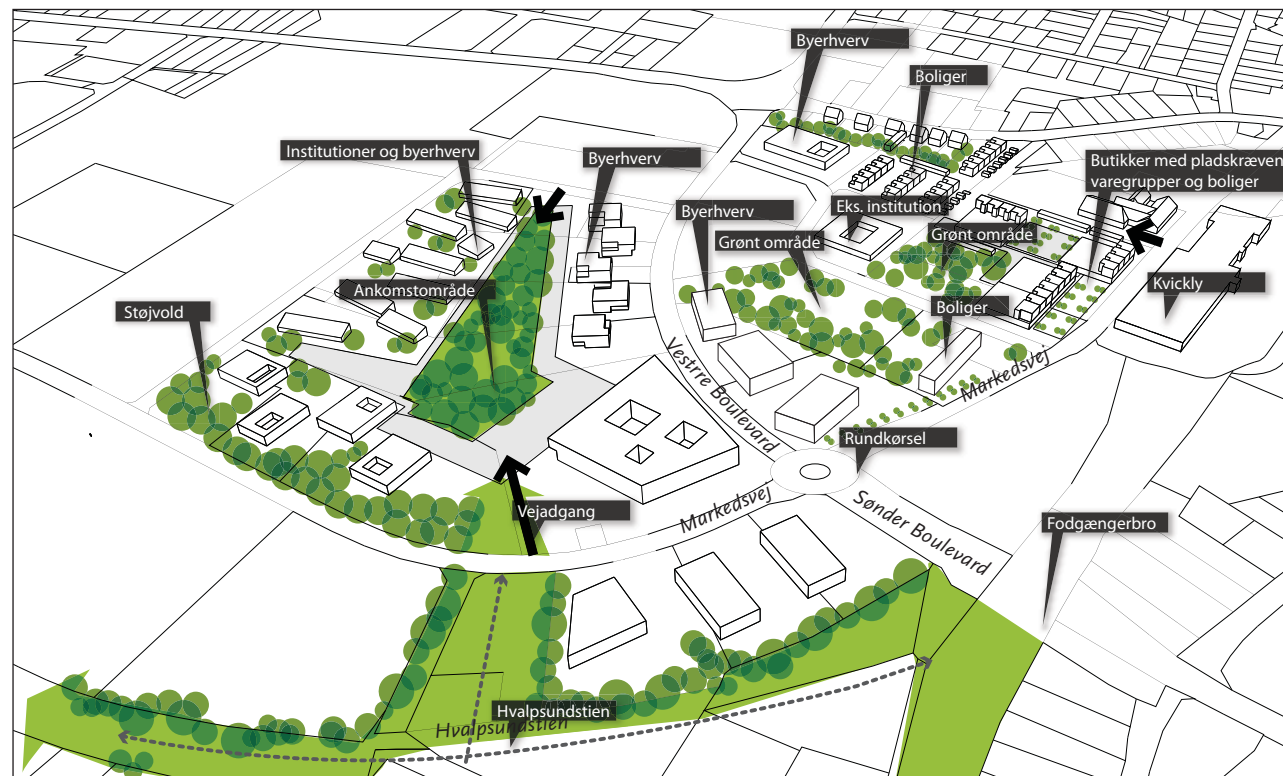 Byerhverv
Boliger
Institutioner og byerhverv
Byerhverv
Butikker med pladskræven
varegrupper og boliger
Byerhverv
Eks. institution
Grønt område
Grønt område
Ankomstområde
Kvickly
Støjvold
Boliger
Vestrre Boulevard
Markedsvej
Rundkørsel
Markedsvej
Vejadgang
Sønder Boulevard
Fodgængerbro
Hvalpsundstien
Hvalpsundstien